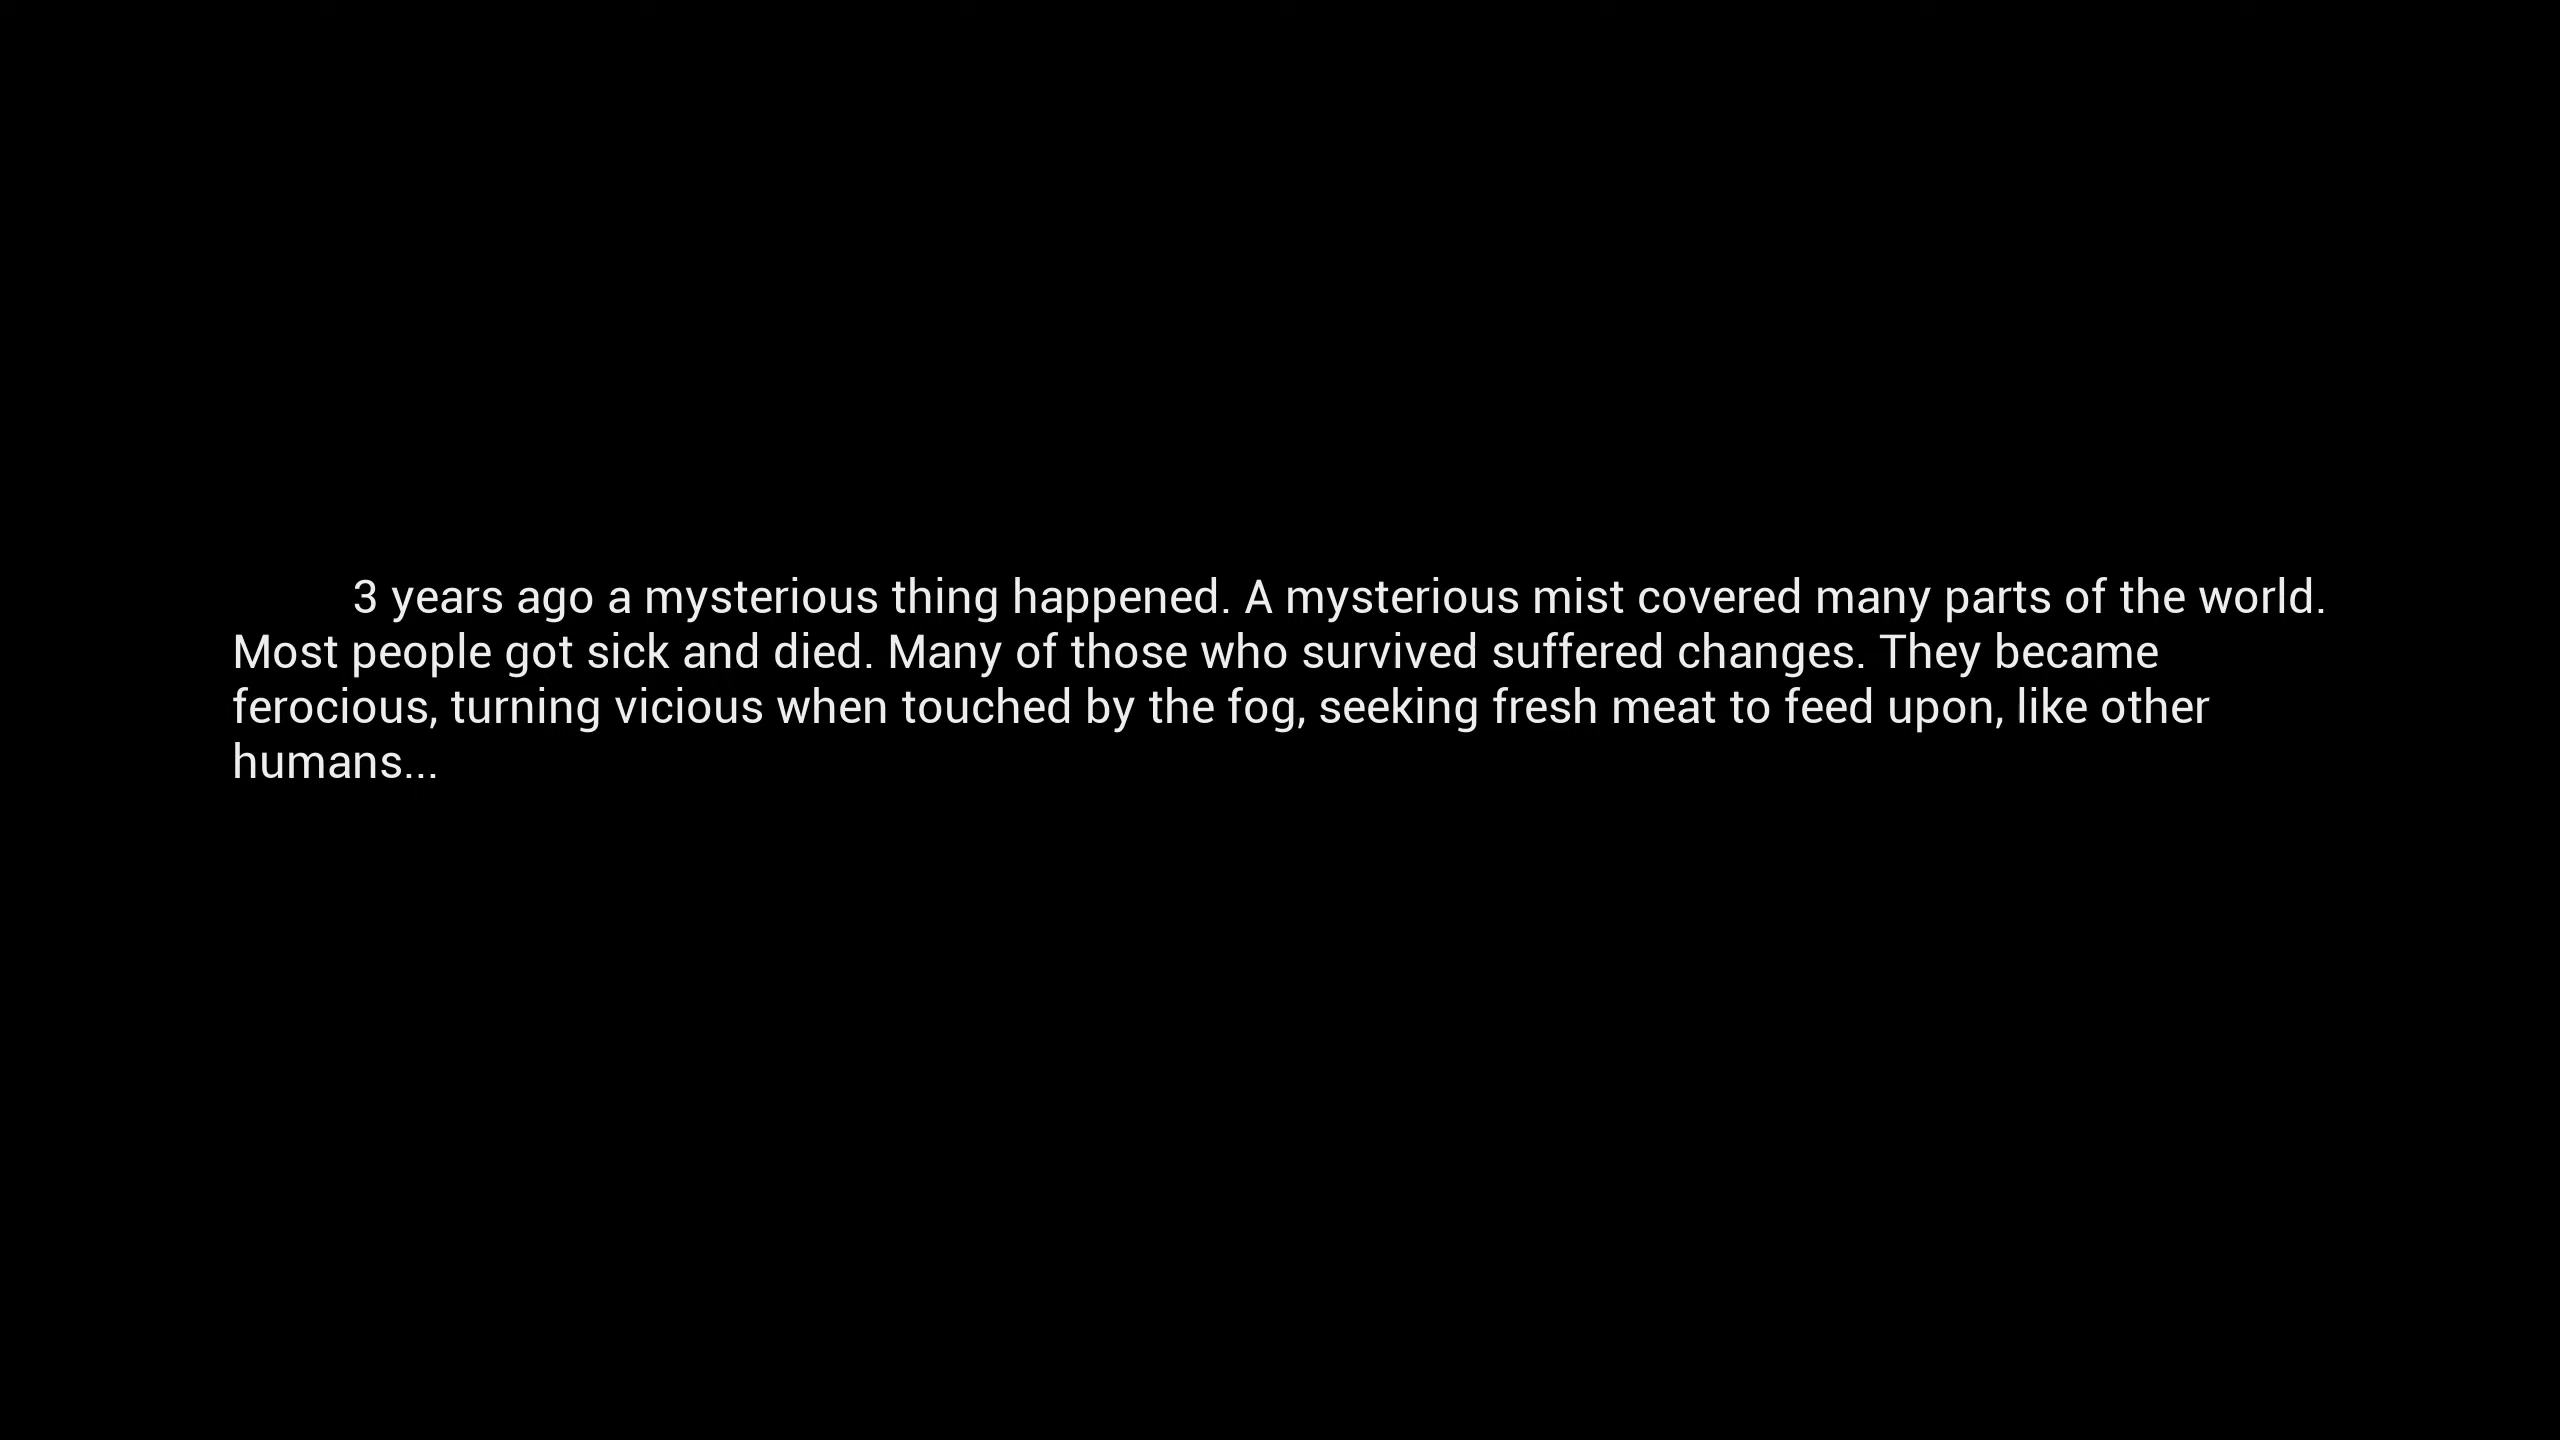 3 years ago a mysterious thing happened. A mysterious mist covered many parts of the world.
Most people got sick and died. Many of those who survived suffered changes. They became
ferocious, turning vicious when touched by the fog, seeking fresh meat to feed upon, like other
humans...